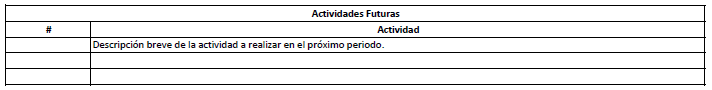 Actividades Futuras
# Actividad
Descripción breve de la actividad a realizar en el próximo periodo.